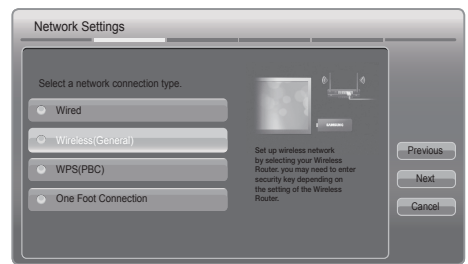 Network Settings
Select a network connection type.
Wired
Wireless(General)
WPS(PBC)
One Foot Connection
SAMSUNG
Set up wireless network
by selecting your Wireless
Router. you may need to enter
security key depending on
the setting of the Wireless
Router.
Previous
Next
Cancel